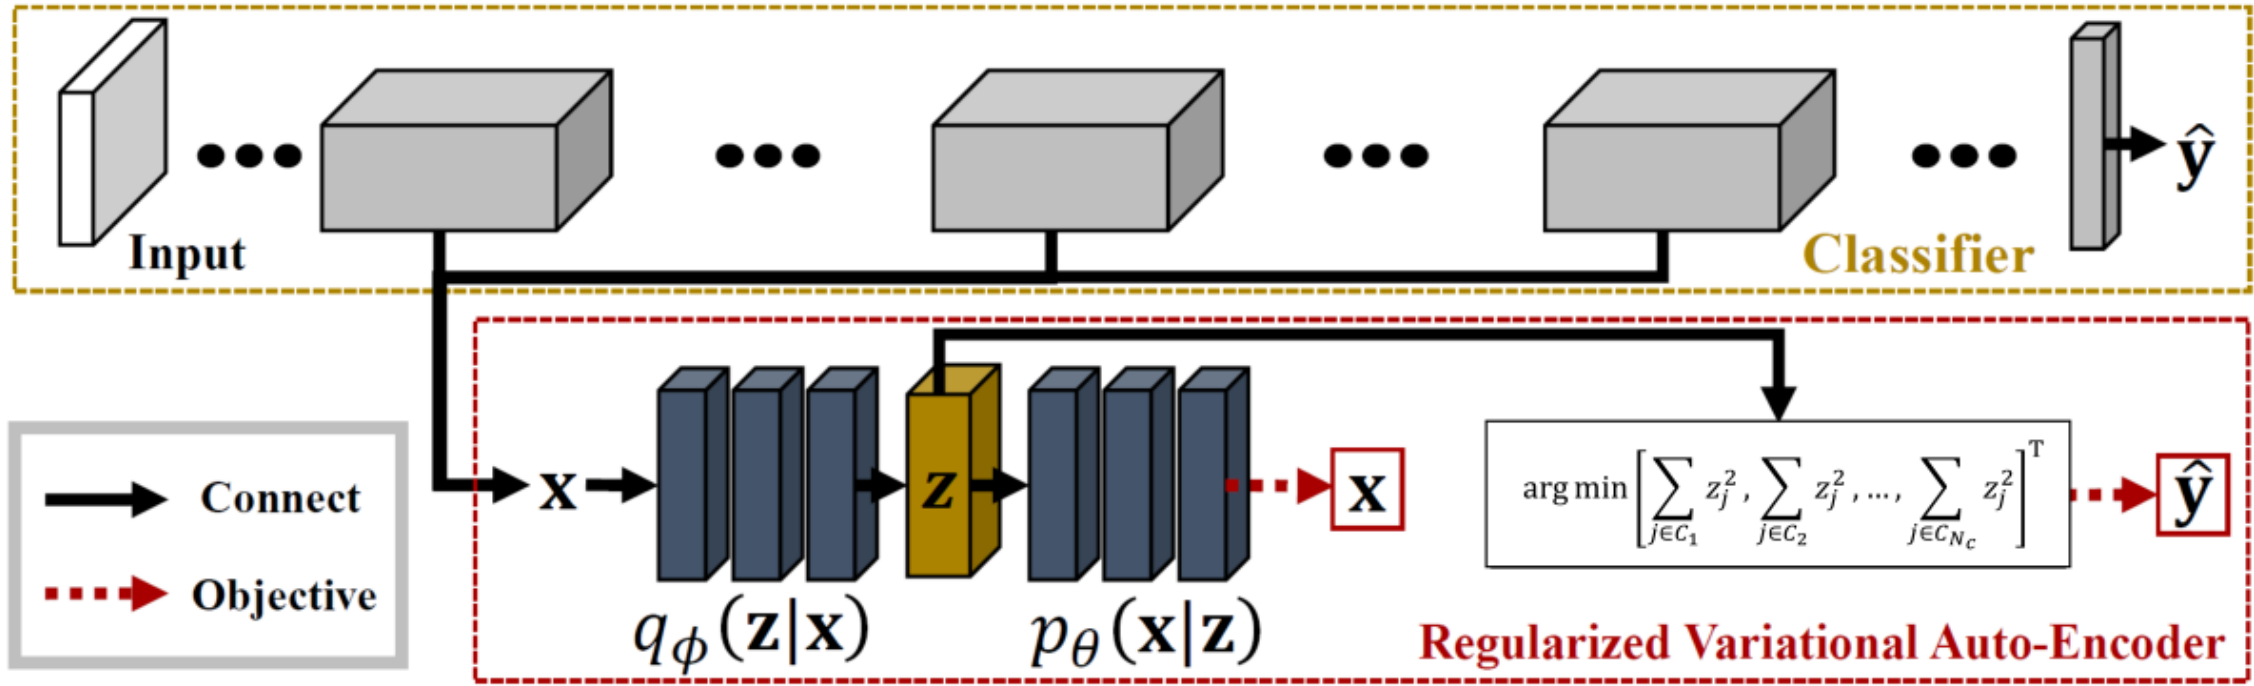 Input
Classifier
ŷ
Connect
Objective
x
z
x
q_ϕ(z|x)
p_θ(x|z)
arg min [∑_{j∈C_1} z_j^2, ∑_{j∈C_2} z_j^2, ..., ∑_{j∈C_{N_c}} z_j^2]^T
ŷ
Regularized Variational Auto-Encoder